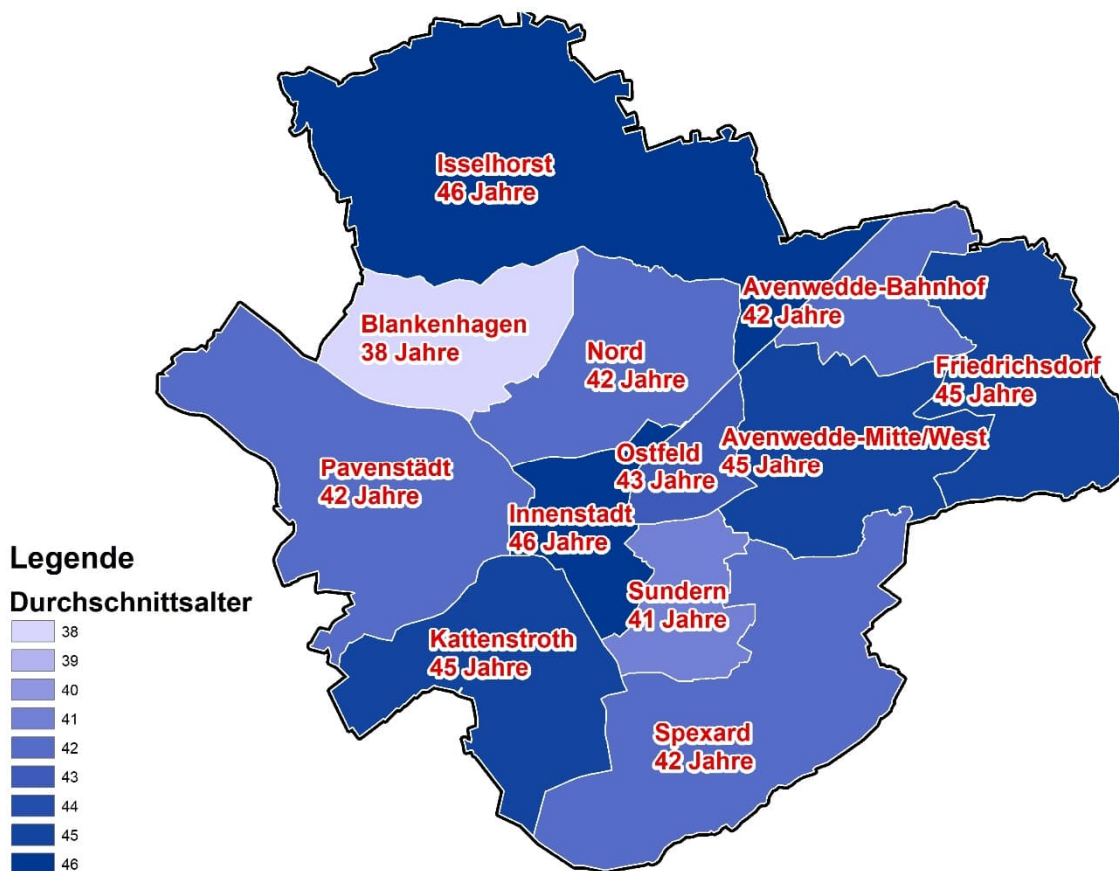 Isselhorst
46 Jahre
Avenwedde-Bahnhof
42 Jahre
Blankenhagen
38 Jahre
Nord
42 Jahre
Friedrichsdorf
45 Jahre
Avenwedde-Mitte/West
45 Jahre
Ostfeld
43 Jahre
Pavenstädt
42 Jahre
Innenstadt
46 Jahre
Sundern
41 Jahre
Kattenstroth
45 Jahre
Spexard
42 Jahre
Legende
Durchschnittsalter
38
39
40
41
42
43
44
45
46